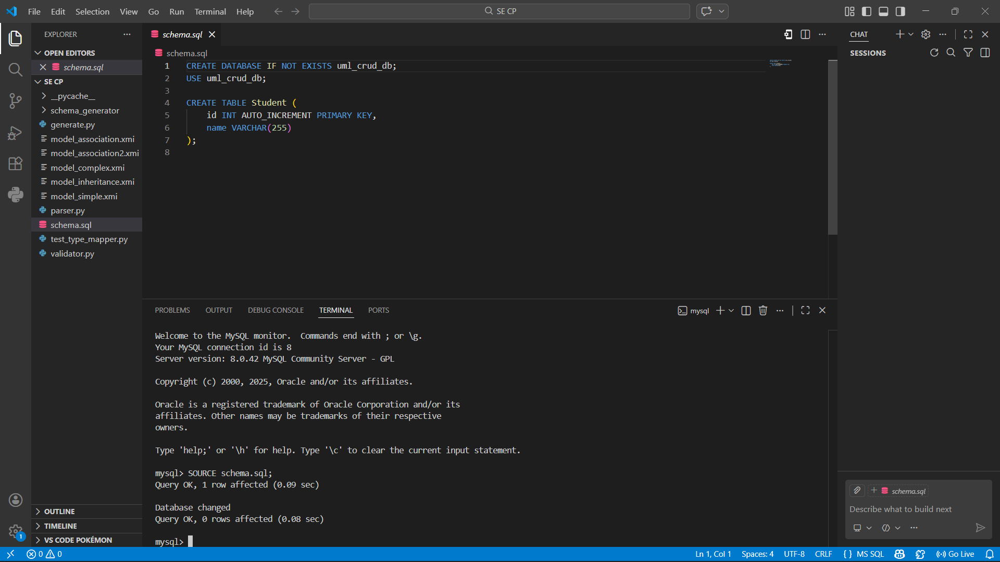 File Edit Selection View Go Run Terminal Help
SE CP
EXPLORER
OPEN EDITORS
schema.sql
SE CP
__pycache__
schema_generator
generate.py
model_association.xmi
model_association2.xmi
model_complex.xmi
model_inheritance.xmi
model_simple.xmi
parser.py
schema.sql
test_type_mapper.py
validator.py
OUTLINE
TIMELINE
VS CODE POKÉMON
1
schema.sql
schema.sql
1 CREATE DATABASE IF NOT EXISTS uml_crud_db;
2 USE uml_crud_db;
3
4 CREATE TABLE Student (
5     id INT AUTO_INCREMENT PRIMARY KEY,
6     name VARCHAR(255)
7 );
8
PROBLEMS OUTPUT DEBUG CONSOLE TERMINAL PORTS
mysql
Welcome to the MySQL monitor.  Commands end with ; or \g.
Your MySQL connection id is 8
Server version: 8.0.42 MySQL Community Server - GPL
Copyright (c) 2000, 2025, Oracle and/or its affiliates.
Oracle is a registered trademark of Oracle Corporation and/or its
affiliates. Other names may be trademarks of their respective
owners.
Type 'help;' or '\h' for help. Type '\c' to clear the current input statement.
mysql> SOURCE schema.sql;
Query OK, 1 row affected (0.09 sec)
Database changed
Query OK, 0 rows affected (0.08 sec)
mysql>
CHAT
SESSIONS
schema.sql
Describe what to build next
0 0
Ln 1, Col 1 Spaces: 4 UTF-8 CRLF { } MS SQL Go Live